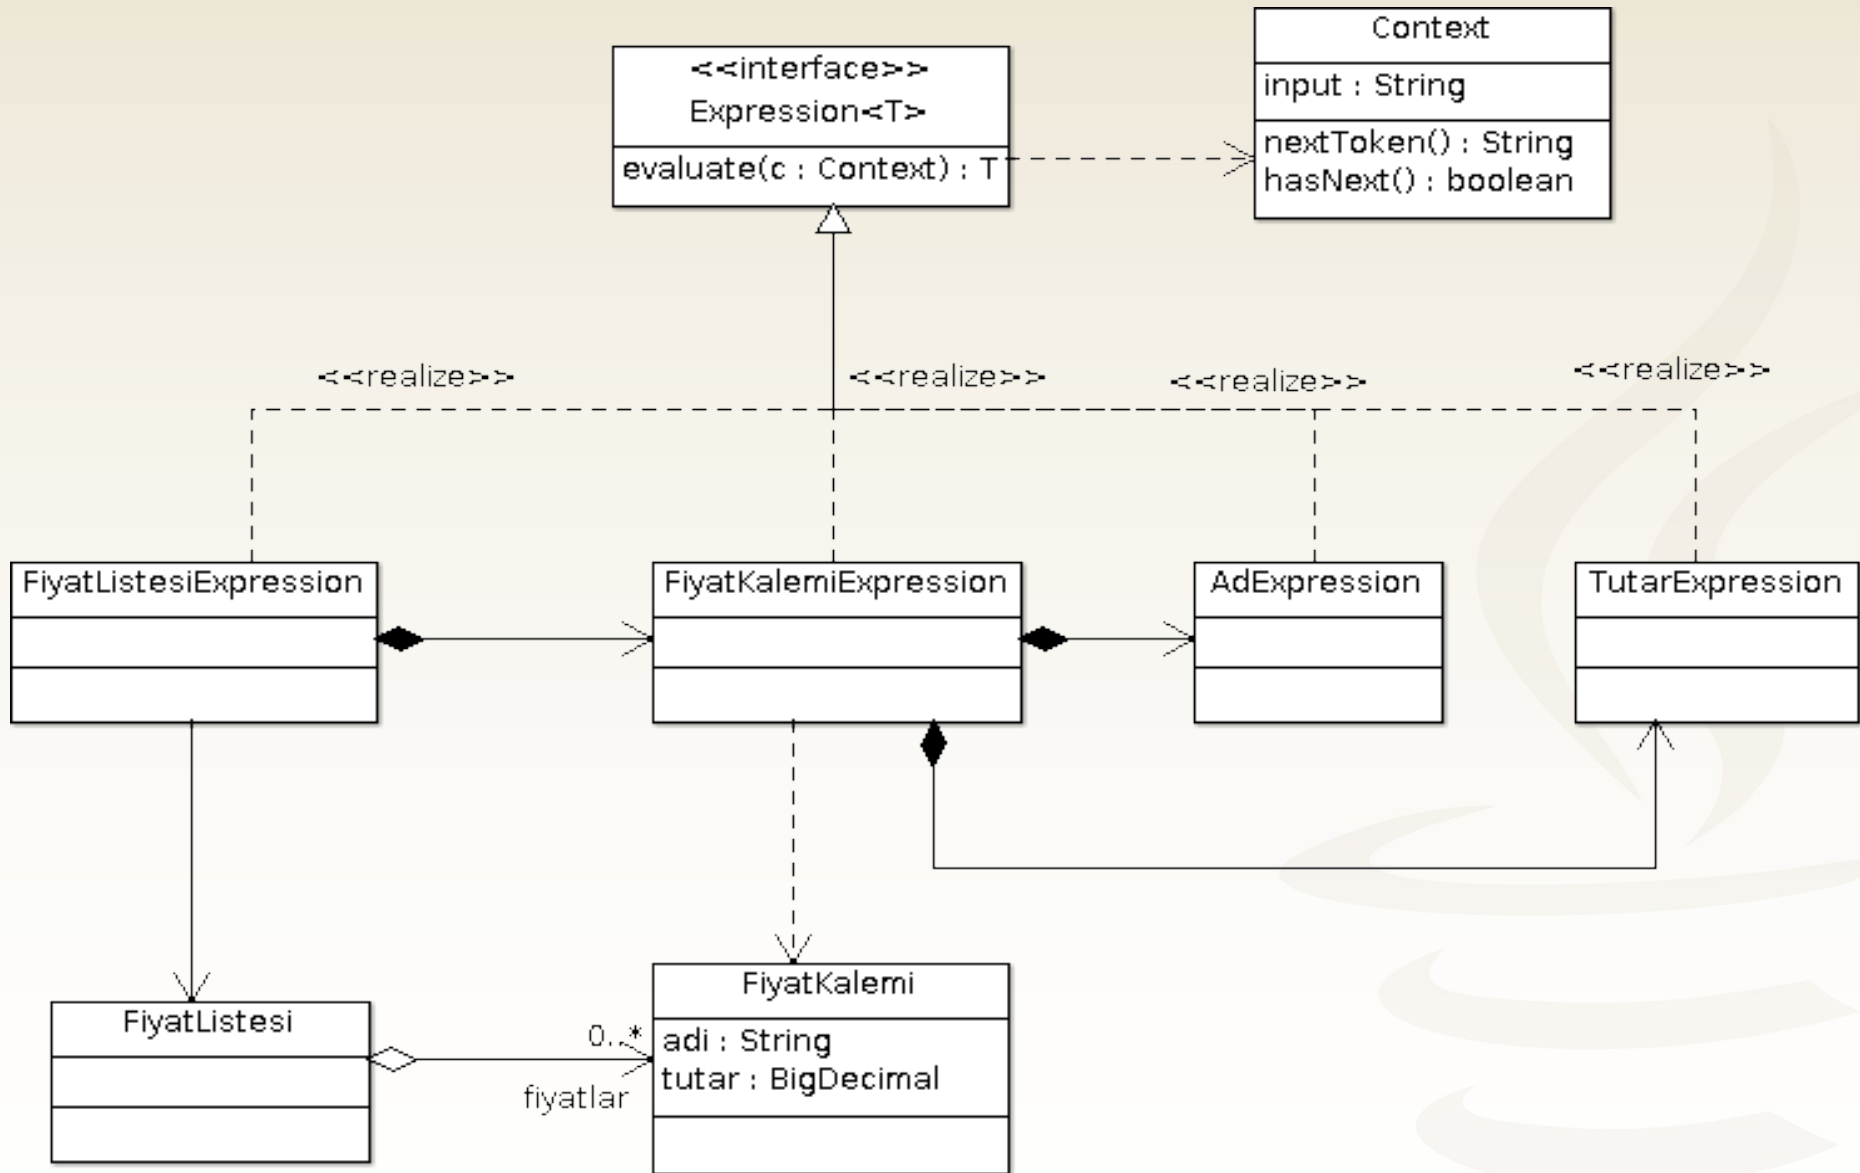 <<interface>>
Expression<T>
evaluate(c : Context) : T
Context
input : String
nextToken() : String
hasNext() : boolean
<<realize>>
<<realize>>
<<realize>>
<<realize>>
FiyatListesiExpression
FiyatKalemiExpression
AdExpression
TutarExpression
FiyatListesi
0..*
fiyatlar
FiyatKalemi
adi : String
tutar : BigDecimal